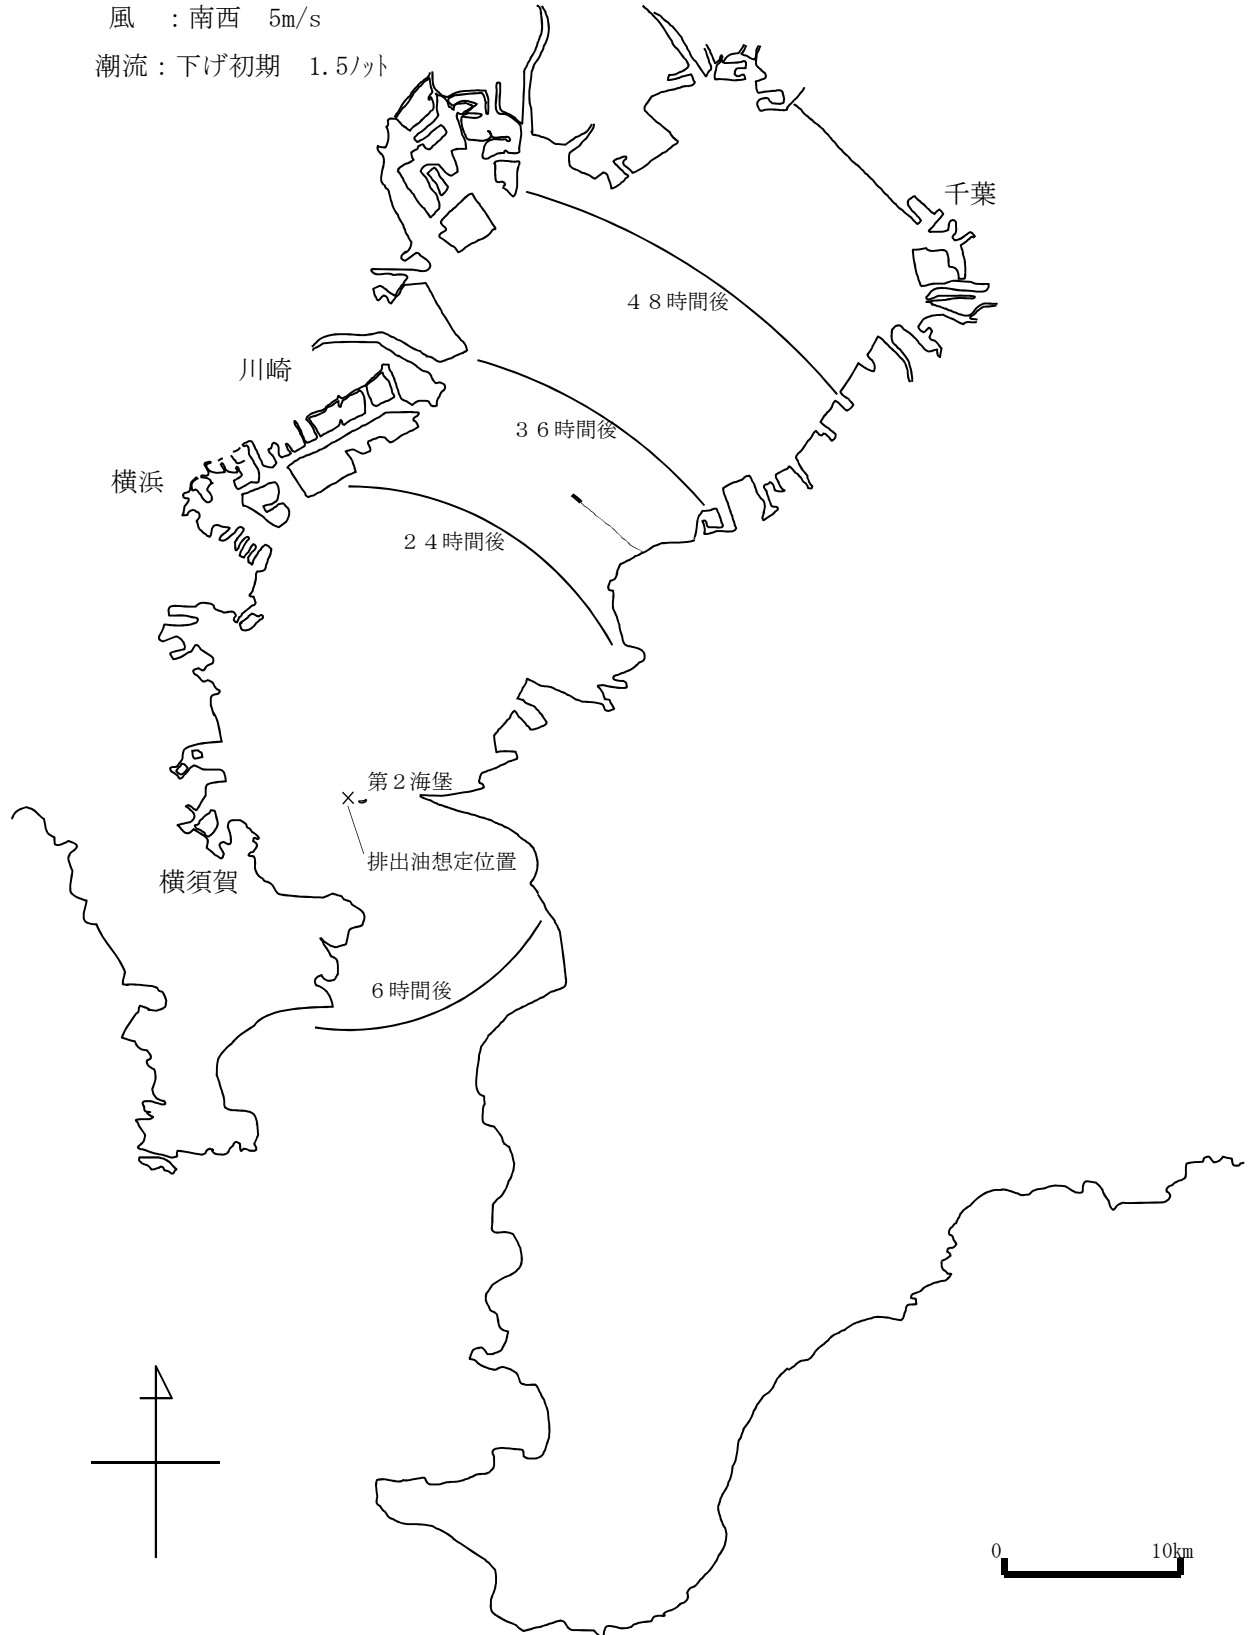 風　：南西　5m/s
潮流：下げ初期　1.5ﾉｯﾄ
千葉
４８時間後
川崎
３６時間後
横浜
２４時間後
第２海堡
排出油想定位置
横須賀
６時間後
0　10km